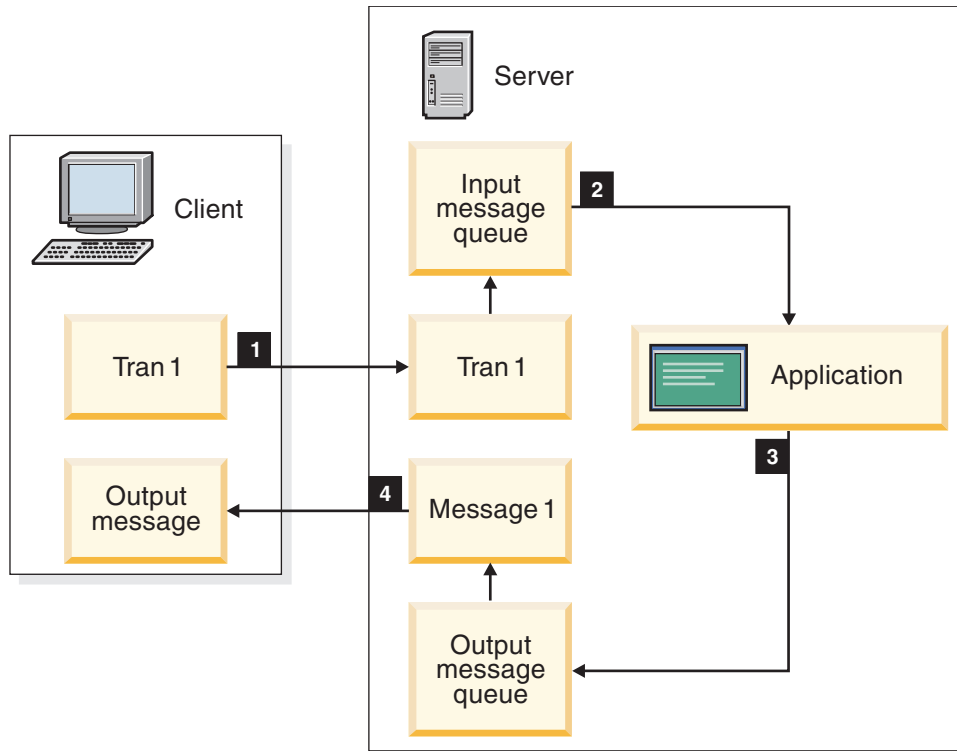 Server
Client
Input
message
queue
2
Tran 1
1
Tran 1
Application
3
Output
message
4
Message 1
Output
message
queue